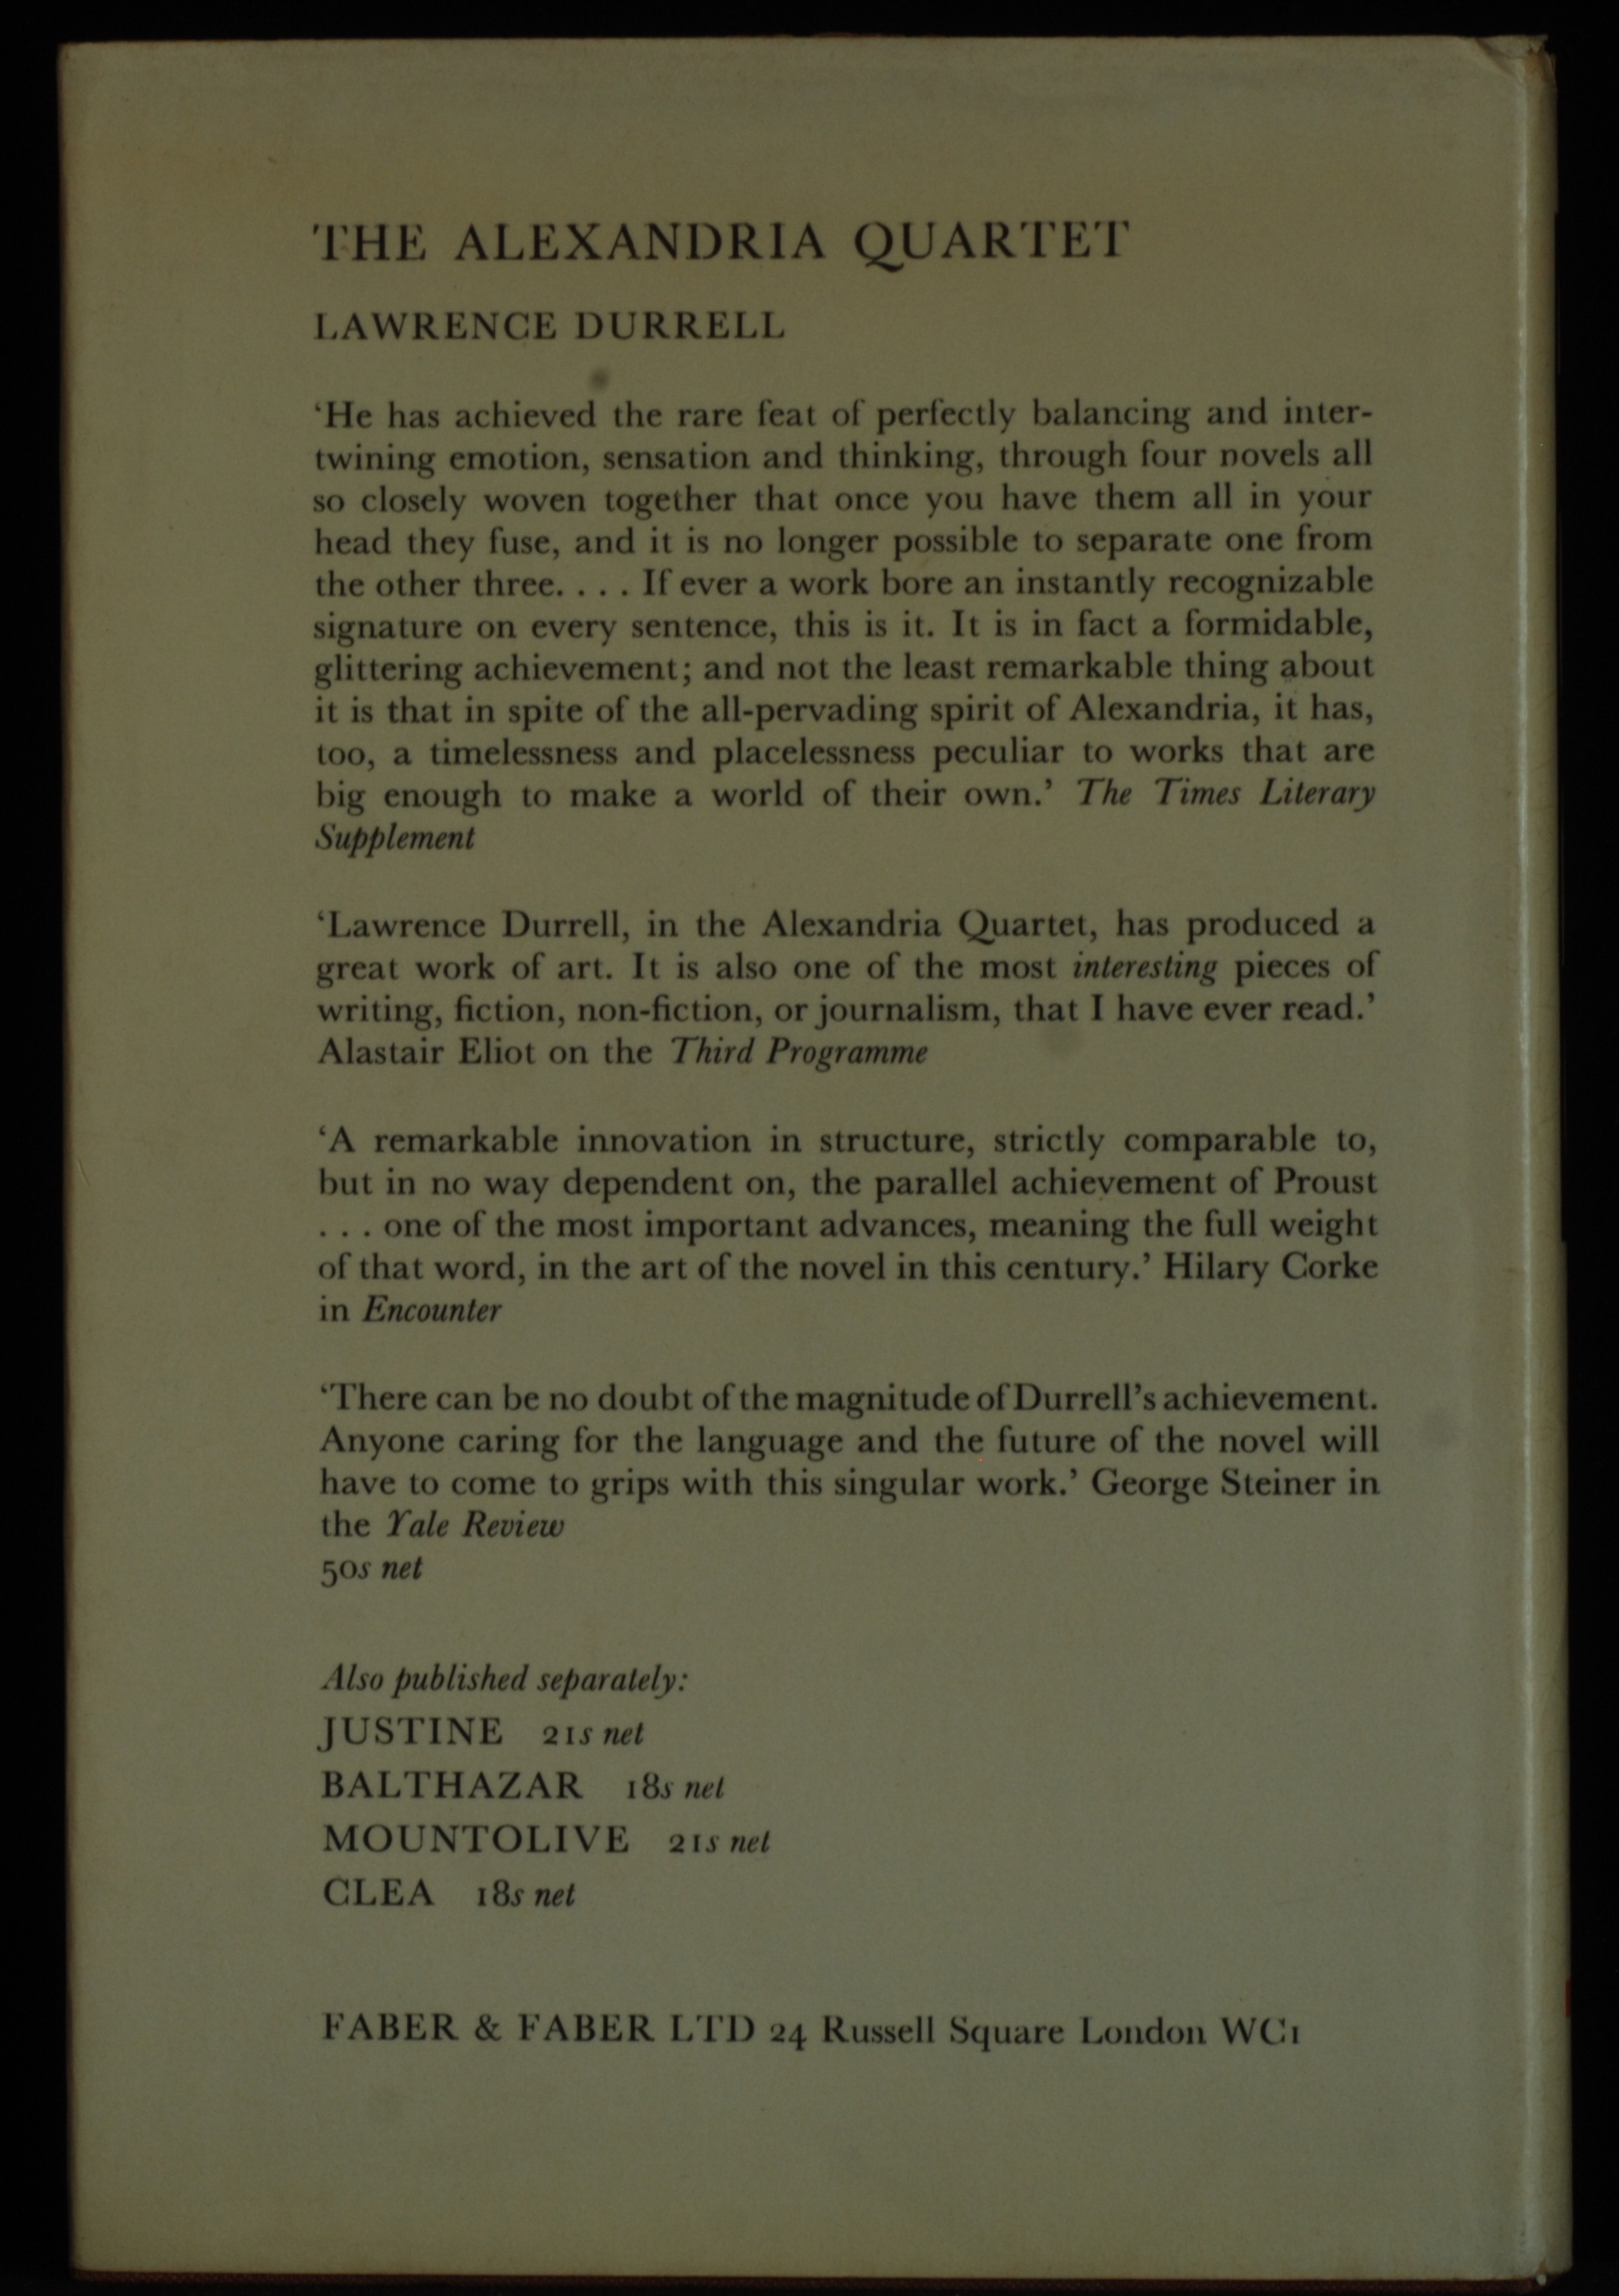 THE ALEXANDRIA QUARTET
LAWRENCE DURRELL
‘He has achieved the rare feat of perfectly balancing and inter-
twining emotion, sensation and thinking, through four novels all
so closely woven together that once you have them all in your
head they fuse, and it is no longer possible to separate one from
the other three. . . . If ever a work bore an instantly recognizable
signature on every sentence, this is it. It is in fact a formidable,
glittering achievement; and not the least remarkable thing about
it is that in spite of the all-pervading spirit of Alexandria, it has,
too, a timelessness and placelessness peculiar to works that are
big enough to make a world of their own.’ The Times Literary
Supplement
‘Lawrence Durrell, in the Alexandria Quartet, has produced a
great work of art. It is also one of the most interesting pieces of
writing, fiction, non-fiction, or journalism, that I have ever read.’
Alastair Eliot on the Third Programme
‘A remarkable innovation in structure, strictly comparable to,
but in no way dependent on, the parallel achievement of Proust
. . . one of the most important advances, meaning the full weight
of that word, in the art of the novel in this century.’ Hilary Corke
in Encounter
‘There can be no doubt of the magnitude of Durrell’s achievement.
Anyone caring for the language and the future of the novel will
have to come to grips with this singular work.’ George Steiner in
the Yale Review
50s net
Also published separately:
JUSTINE 21s net
BALTHAZAR 18s net
MOUNTOLIVE 21s net
CLEA 18s net
FABER & FABER LTD 24 Russell Square London WC1